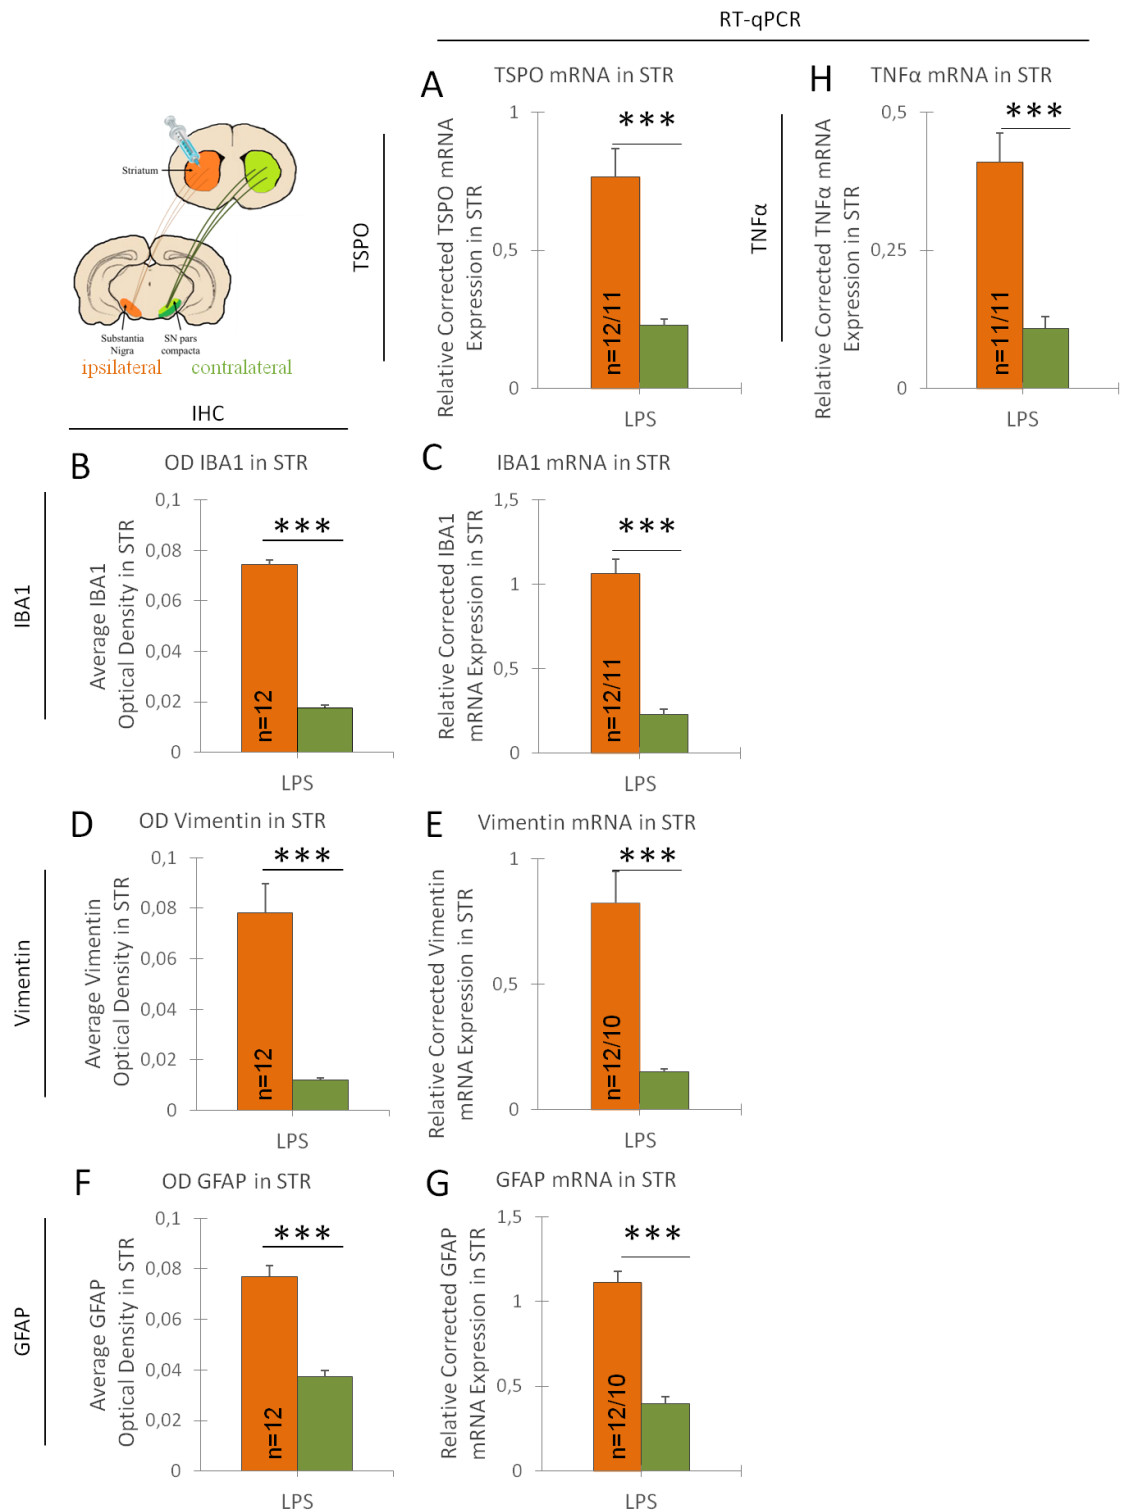 RT-qPCR
A
TSPO mRNA in STR
***
1
0,5
0
Relative Corrected TSPO mRNA
Expression in STR
n=12/11
LPS
TSPO
H
TNFα mRNA in STR
***
0,5
0,25
0
Relative Corrected TNFα mRNA
Expression in STR
n=11/11
LPS
TNFα
Striatum
Substantia
Nigra
SN pars
compacta
ipsilateral
contralateral
IHC
IBA1
B
OD IBA1 in STR
***
0,1
0,08
0,06
0,04
0,02
0
Average IBA1
Optical Density in STR
n=12
LPS
C
IBA1 mRNA in STR
***
1,5
1
0,5
0
Relative Corrected IBA1
mRNA Expression in STR
n=12/11
LPS
Vimentin
D
OD Vimentin in STR
***
0,1
0,08
0,06
0,04
0,02
0
Average Vimentin
Optical Density in STR
n=12
LPS
E
Vimentin mRNA in STR
***
1
0,5
0
Relative Corrected Vimentin
mRNA Expression in STR
n=12/10
LPS
GFAP
F
OD GFAP in STR
***
0,1
0,08
0,06
0,04
0,02
0
Average GFAP
Optical Density in STR
n=12
LPS
G
GFAP mRNA in STR
***
1,5
1
0,5
0
Relative Corrected GFAP
mRNA Expression in STR
n=12/10
LPS